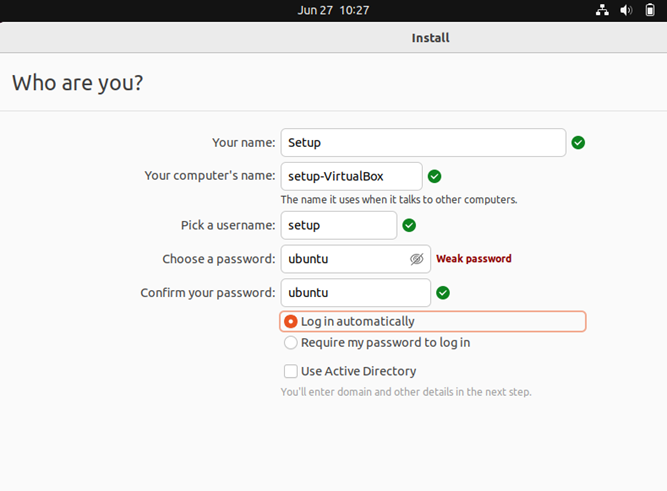 Jun 27 10:27
Install
Who are you?
Your name: Setup
Your computer's name: setup-VirtualBox
The name it uses when it talks to other computers.
Pick a username: setup
Choose a password: ubuntu Weak password
Confirm your password: ubuntu
Log in automatically
Require my password to log in
Use Active Directory
You'll enter domain and other details in the next step.